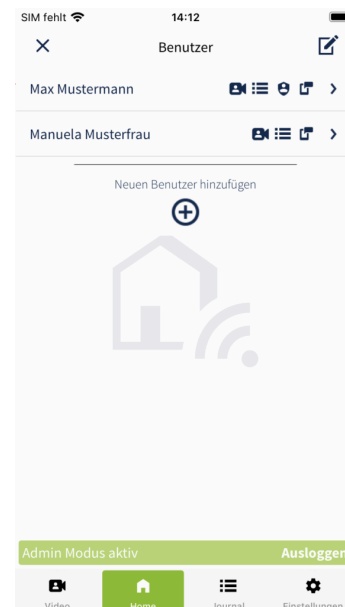 SIM fehlt 14:12
Benutzer
Max Mustermann
Manuela Musterfrau
Neuen Benutzer hinzufügen
Admin Modus aktiv Ausloggen
Video Home Journal Einstellungen